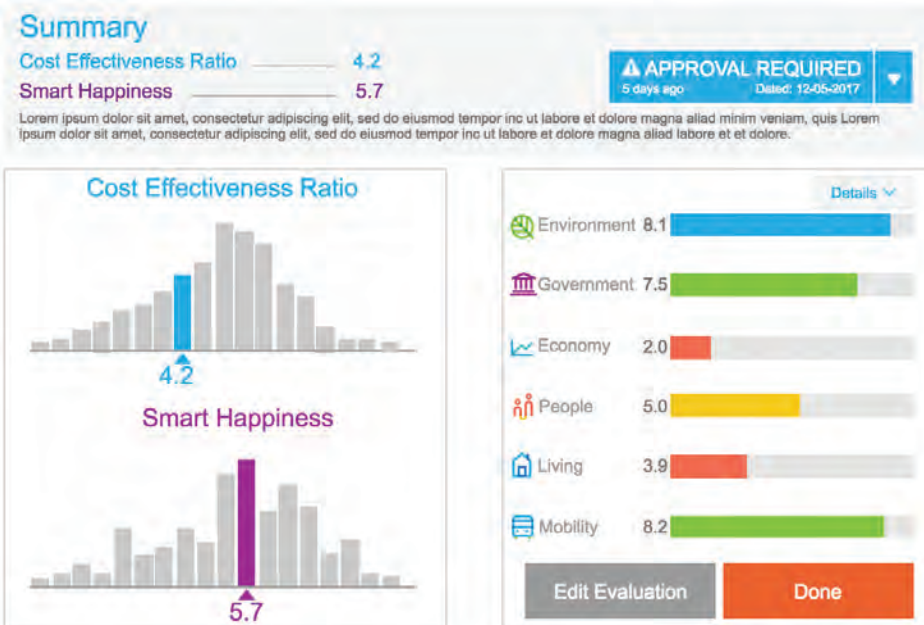 Summary
Cost Effectiveness Ratio 4.2
Smart Happiness 5.7
APPROVAL REQUIRED
5 days ago Dated: 12-05-2017
Lorem ipsum dolor sit amet, consectetur adipiscing elit, sed do eiusmod tempor inc ut labore et dolore magna aliad minim veniam, quis Lorem
ipsum dolor sit amet, consectetur adipiscing elit, sed do eiusmod tempor inc ut labore et dolore magna aliad labore et et dolore.
Cost Effectiveness Ratio
4.2
Smart Happiness
5.7
Details
Environment 8.1
Government 7.5
Economy 2.0
People 5.0
Living 3.9
Mobility 8.2
Edit Evaluation
Done